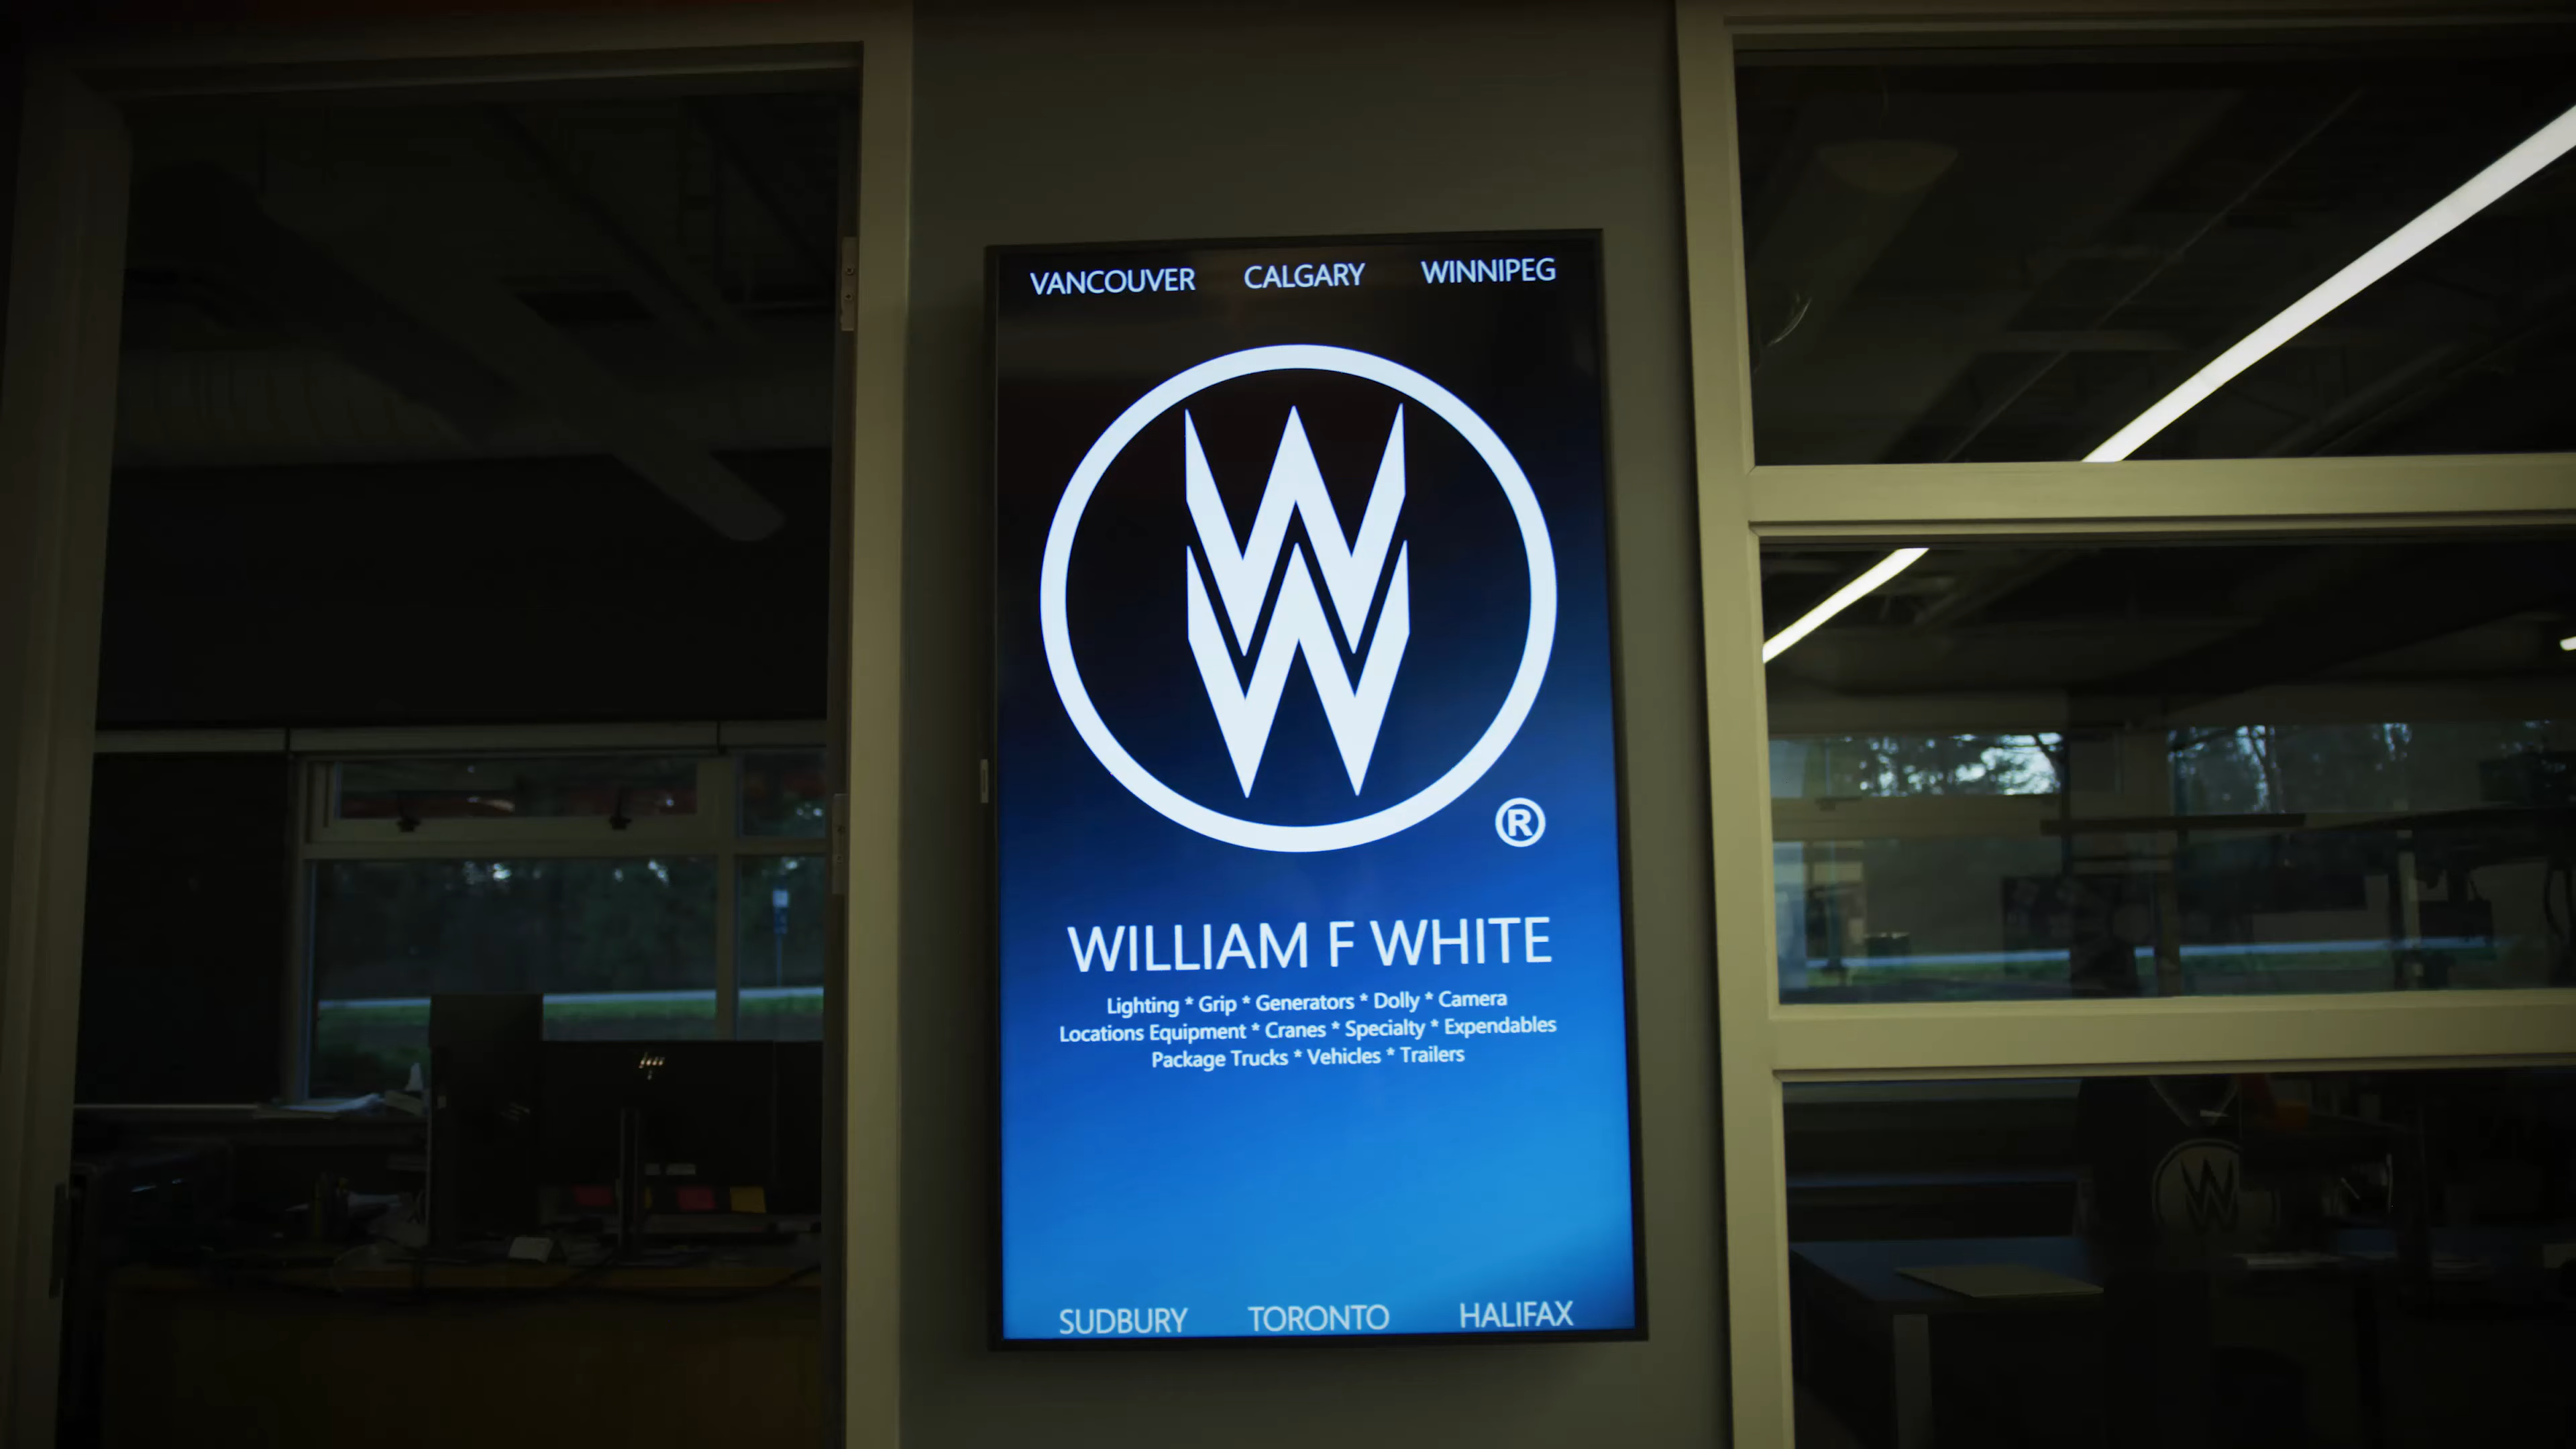 VANCOUVER CALGARY WINNIPEG
W
W
®
WILLIAM F WHITE
Lighting * Grip * Generators * Dolly * Camera
Locations Equipment * Cranes * Specialty * Expendables
Package Trucks * Vehicles * Trailers
SUDBURY TORONTO HALIFAX